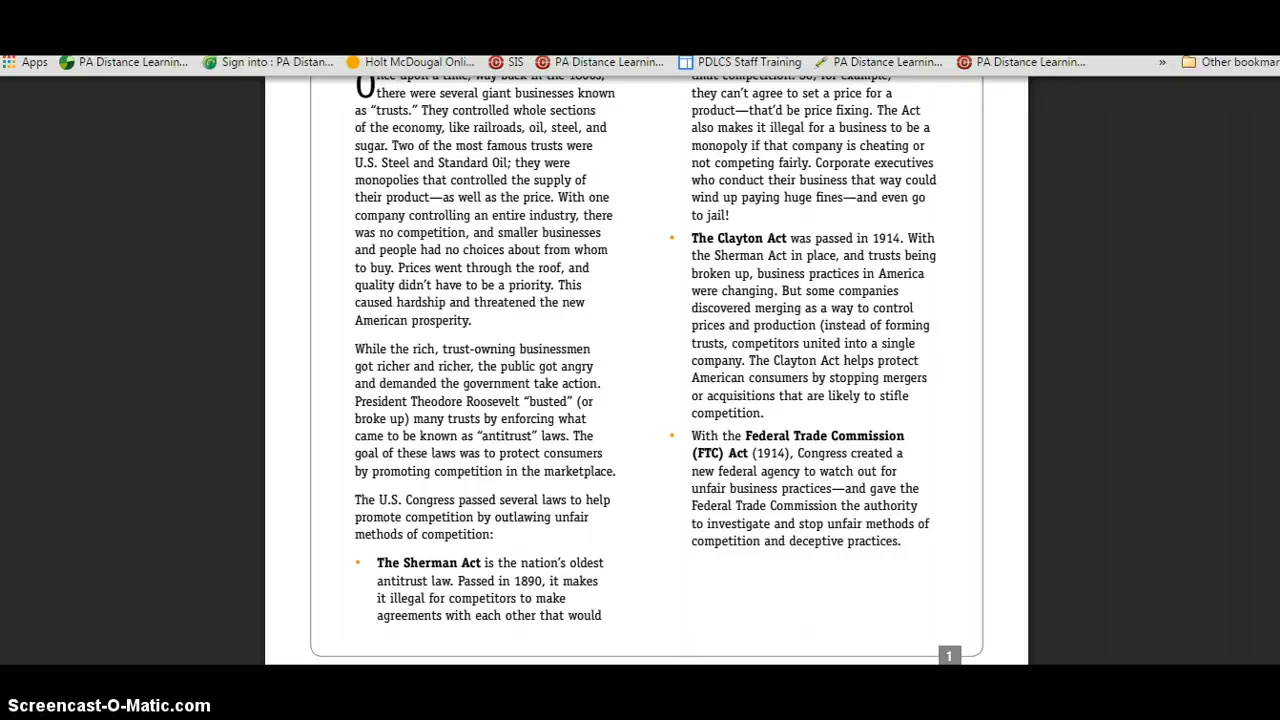 Apps PA Distance Learnin... Sign into : PA Distan... Holt McDougal Onli... SIS PA Distance Learnin... PDLCS Staff Training PA Distance Learnin... PA Distance Learnin... » Other bookmar
Once upon a time, way back in the 1800s,
there were several giant businesses known
as “trusts.” They controlled whole sections
of the economy, like railroads, oil, steel, and
sugar. Two of the most famous trusts were
U.S. Steel and Standard Oil; they were
monopolies that controlled the supply of
their product—as well as the price. With one
company controlling an entire industry, there
was no competition, and smaller businesses
and people had no choices about from whom
to buy. Prices went through the roof, and
quality didn’t have to be a priority. This
caused hardship and threatened the new
American prosperity.
While the rich, trust-owning businessmen
got richer and richer, the public got angry
and demanded the government take action.
President Theodore Roosevelt “busted” (or
broke up) many trusts by enforcing what
came to be known as “antitrust” laws. The
goal of these laws was to protect consumers
by promoting competition in the marketplace.
The U.S. Congress passed several laws to help
promote competition by outlawing unfair
methods of competition:
• The Sherman Act is the nation’s oldest
antitrust law. Passed in 1890, it makes
it illegal for competitors to make
agreements with each other that would
limit competition. So, for example,
they can’t agree to set a price for a
product—that’d be price fixing. The Act
also makes it illegal for a business to be a
monopoly if that company is cheating or
not competing fairly. Corporate executives
who conduct their business that way could
wind up paying huge fines—and even go
to jail!
• The Clayton Act was passed in 1914. With
the Sherman Act in place, and trusts being
broken up, business practices in America
were changing. But some companies
discovered merging as a way to control
prices and production (instead of forming
trusts, competitors united into a single
company. The Clayton Act helps protect
American consumers by stopping mergers
or acquisitions that are likely to stifle
competition.
• With the Federal Trade Commission
(FTC) Act (1914), Congress created a
new federal agency to watch out for
unfair business practices—and gave the
Federal Trade Commission the authority
to investigate and stop unfair methods of
competition and deceptive practices.
1
Screencast-O-Matic.com